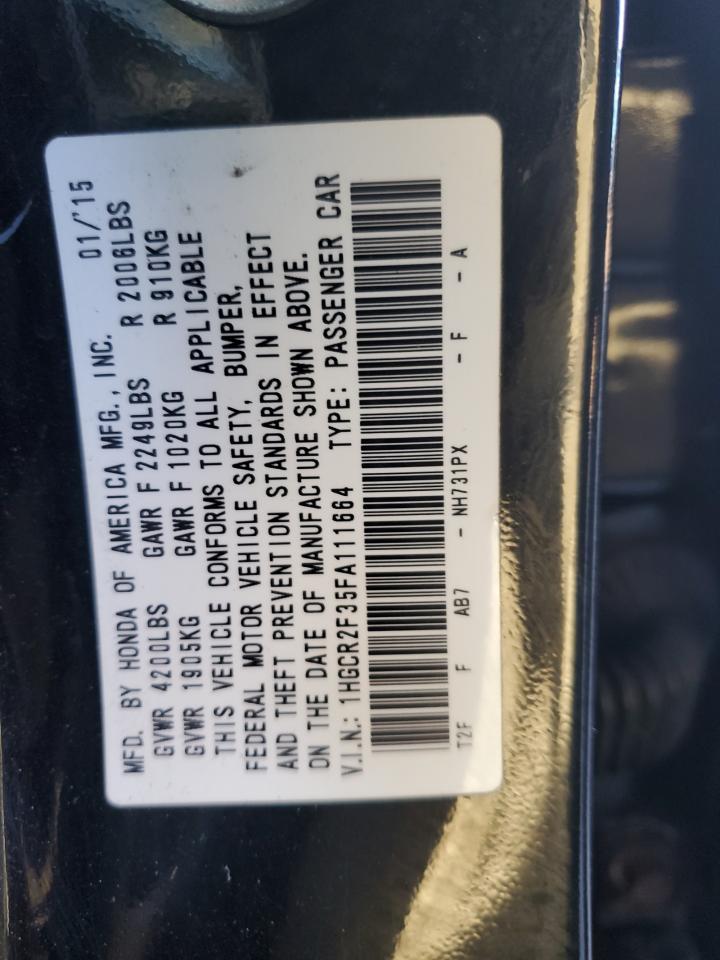 MFD. BY HONDA OF AMERICA MFG., INC. 01/'15
GVWR 4200LBS GAWR F 2249LBS R 2006LBS
GVWR 1905KG GAWR F 1020KG R 910KG
THIS VEHICLE CONFORMS TO ALL APPLICABLE
FEDERAL MOTOR VEHICLE SAFETY, BUMPER,
AND THEFT PREVENTION STANDARDS IN EFFECT
ON THE DATE OF MANUFACTURE SHOWN ABOVE.
V.I.N.: 1HGCR2F35FA111664 TYPE: PASSENGER CAR
T2F F AB7 - NH731PX - F - A